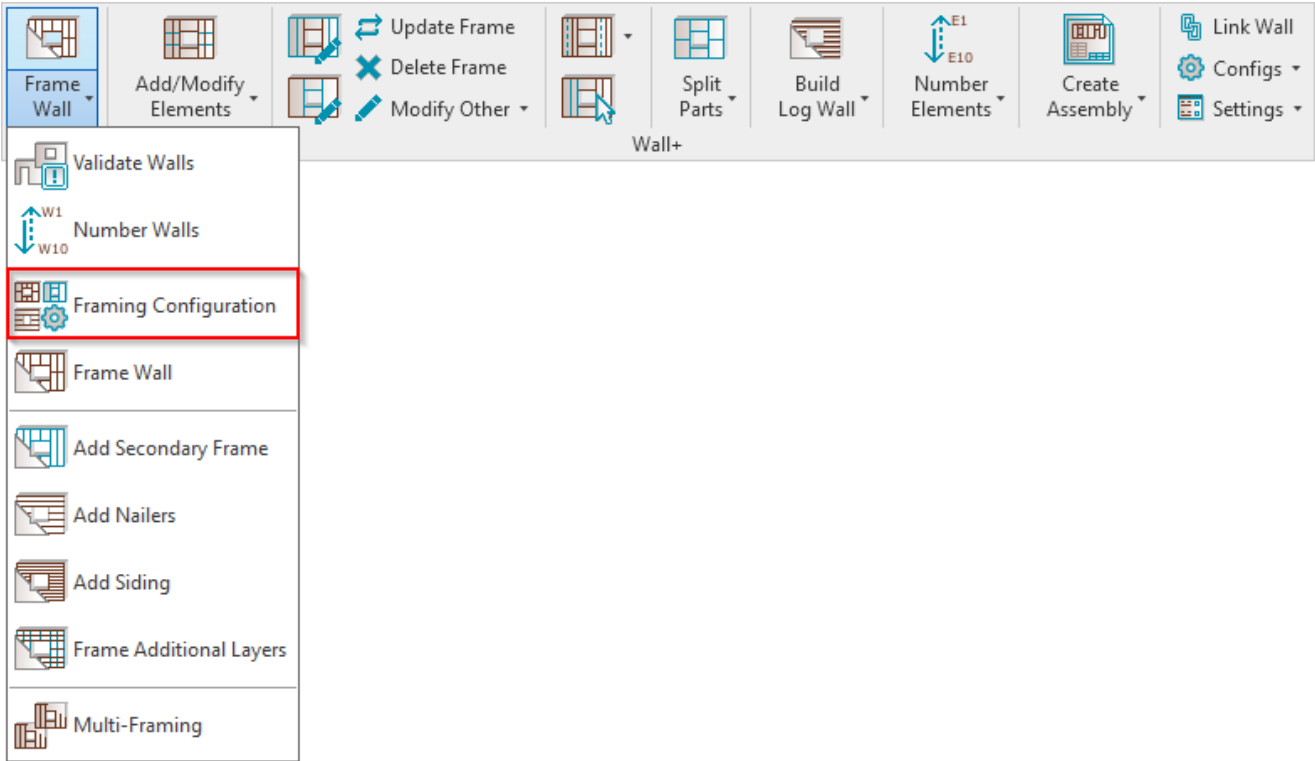 Frame
Wall
Add/Modify
Elements
Update Frame
Delete Frame
Modify Other
Split
Parts
Build
Log Wall
E1
E10
Number
Elements
Create
Assembly
Link Wall
Configs
Settings
Wall+
Validate Walls
W1
W10
Number Walls
Framing Configuration
Frame Wall
Add Secondary Frame
Add Nailers
Add Siding
Frame Additional Layers
Multi-Framing